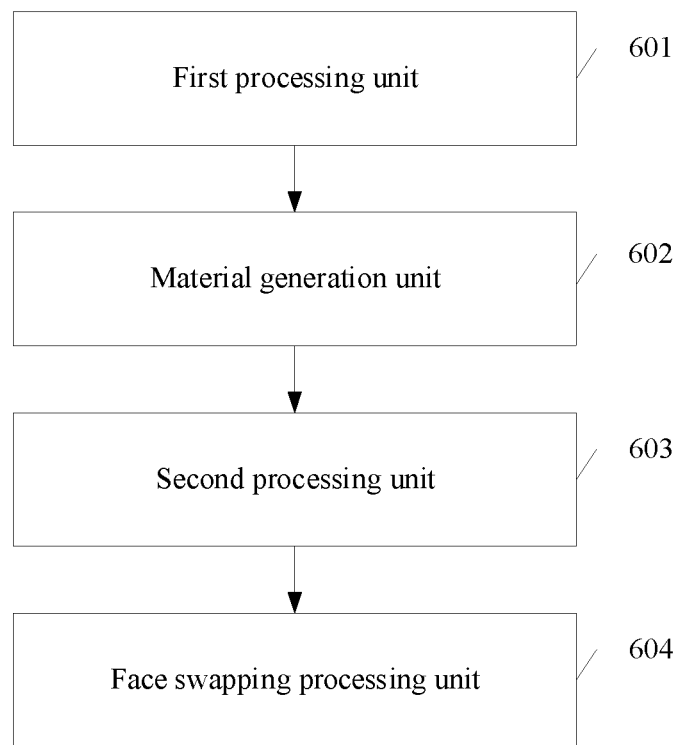 First processing unit
601
Material generation unit
602
Second processing unit
603
Face swapping processing unit
604